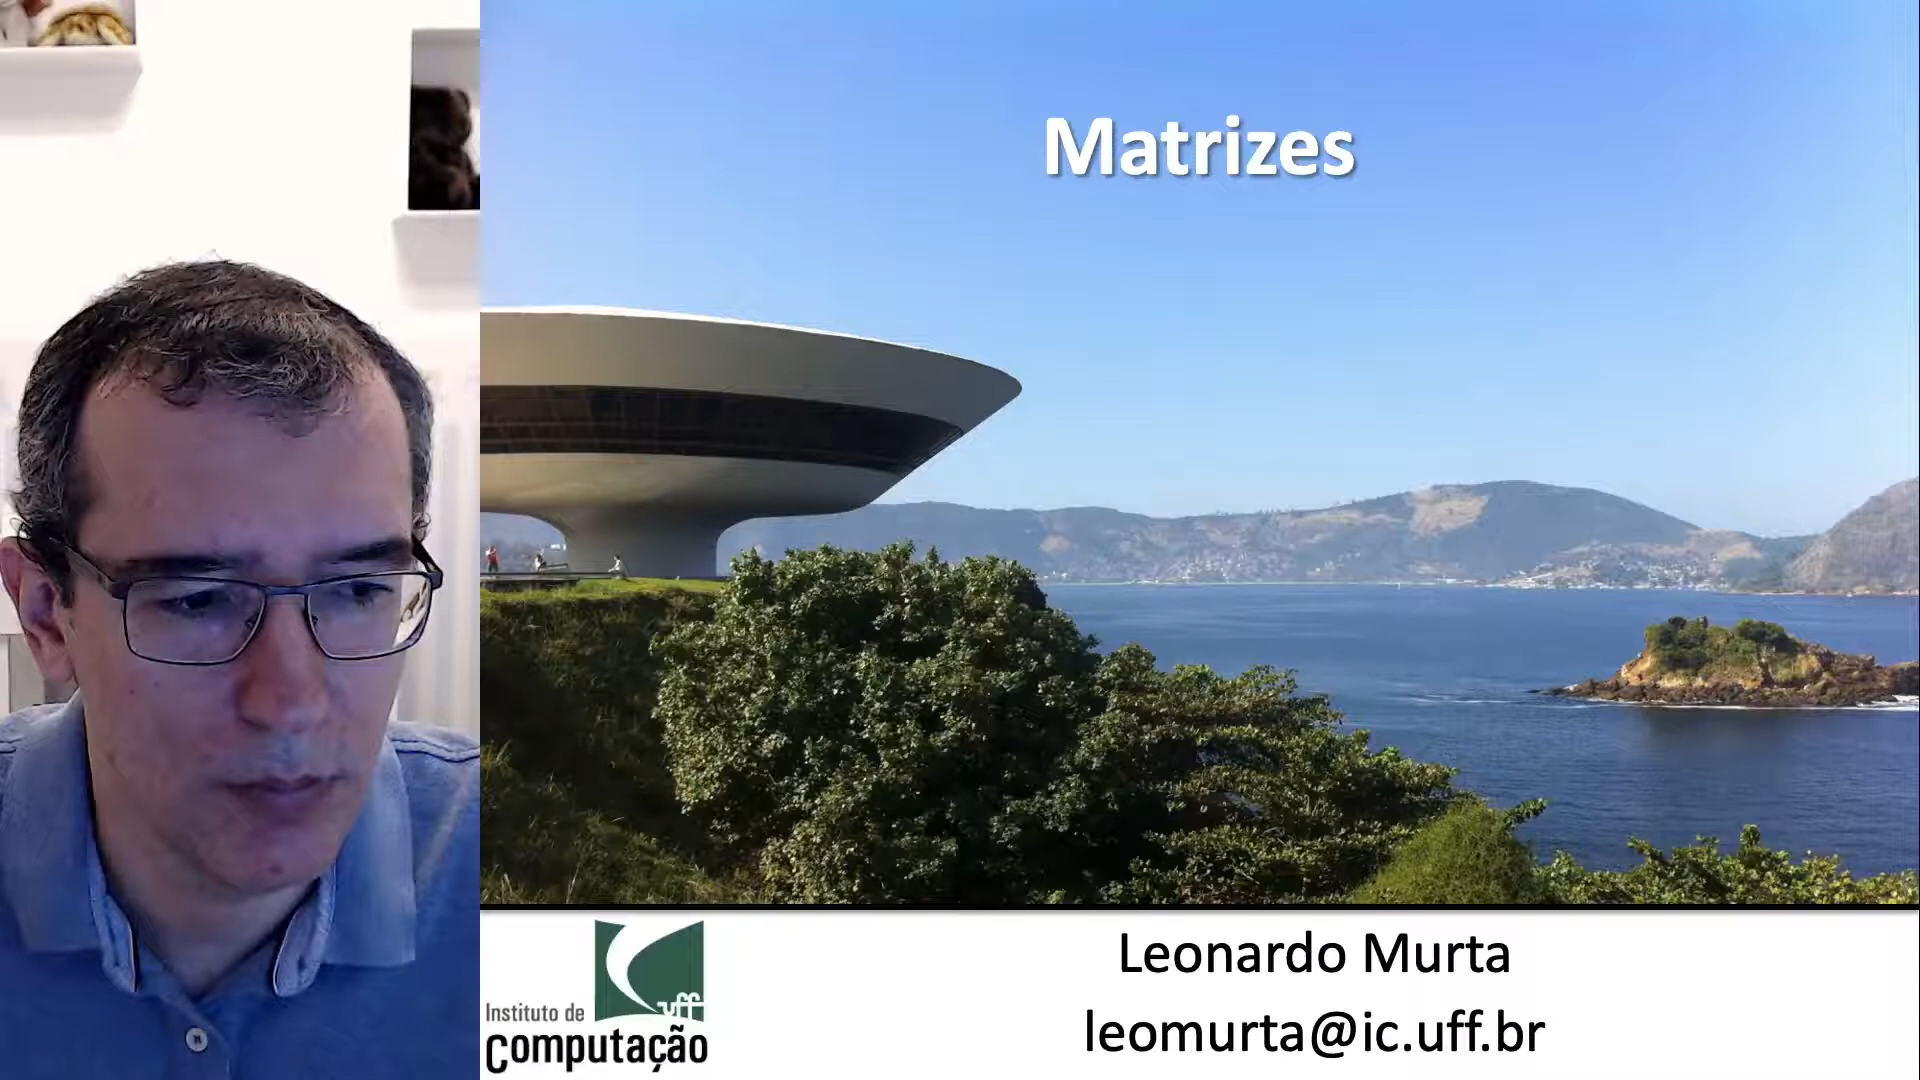 Matrizes
Leonardo Murta
leomurta@ic.uff.br
uff
Instituto de
computação